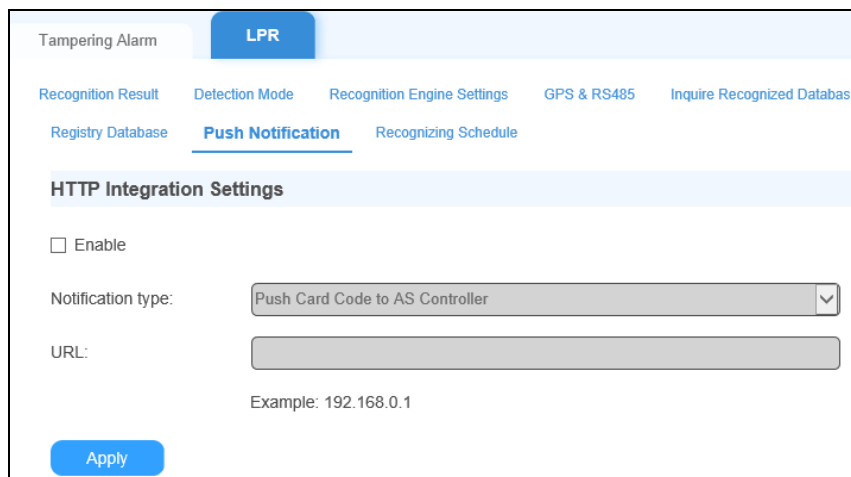 Tampering Alarm LPR
Recognition Result Detection Mode Recognition Engine Settings GPS & RS485 Inquire Recognized Databas
Registry Database Push Notification Recognizing Schedule
HTTP Integration Settings
Enable
Notification type: Push Card Code to AS Controller
URL:
Example: 192.168.0.1
Apply